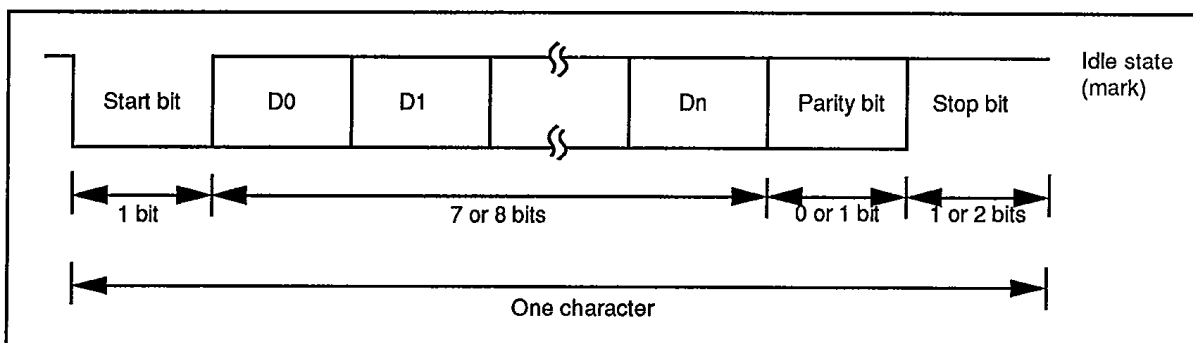 Idle state
(mark)
Start bit
D0
D1
Dn
Parity bit
Stop bit
1 bit
7 or 8 bits
0 or 1 bit
1 or 2 bits
One character